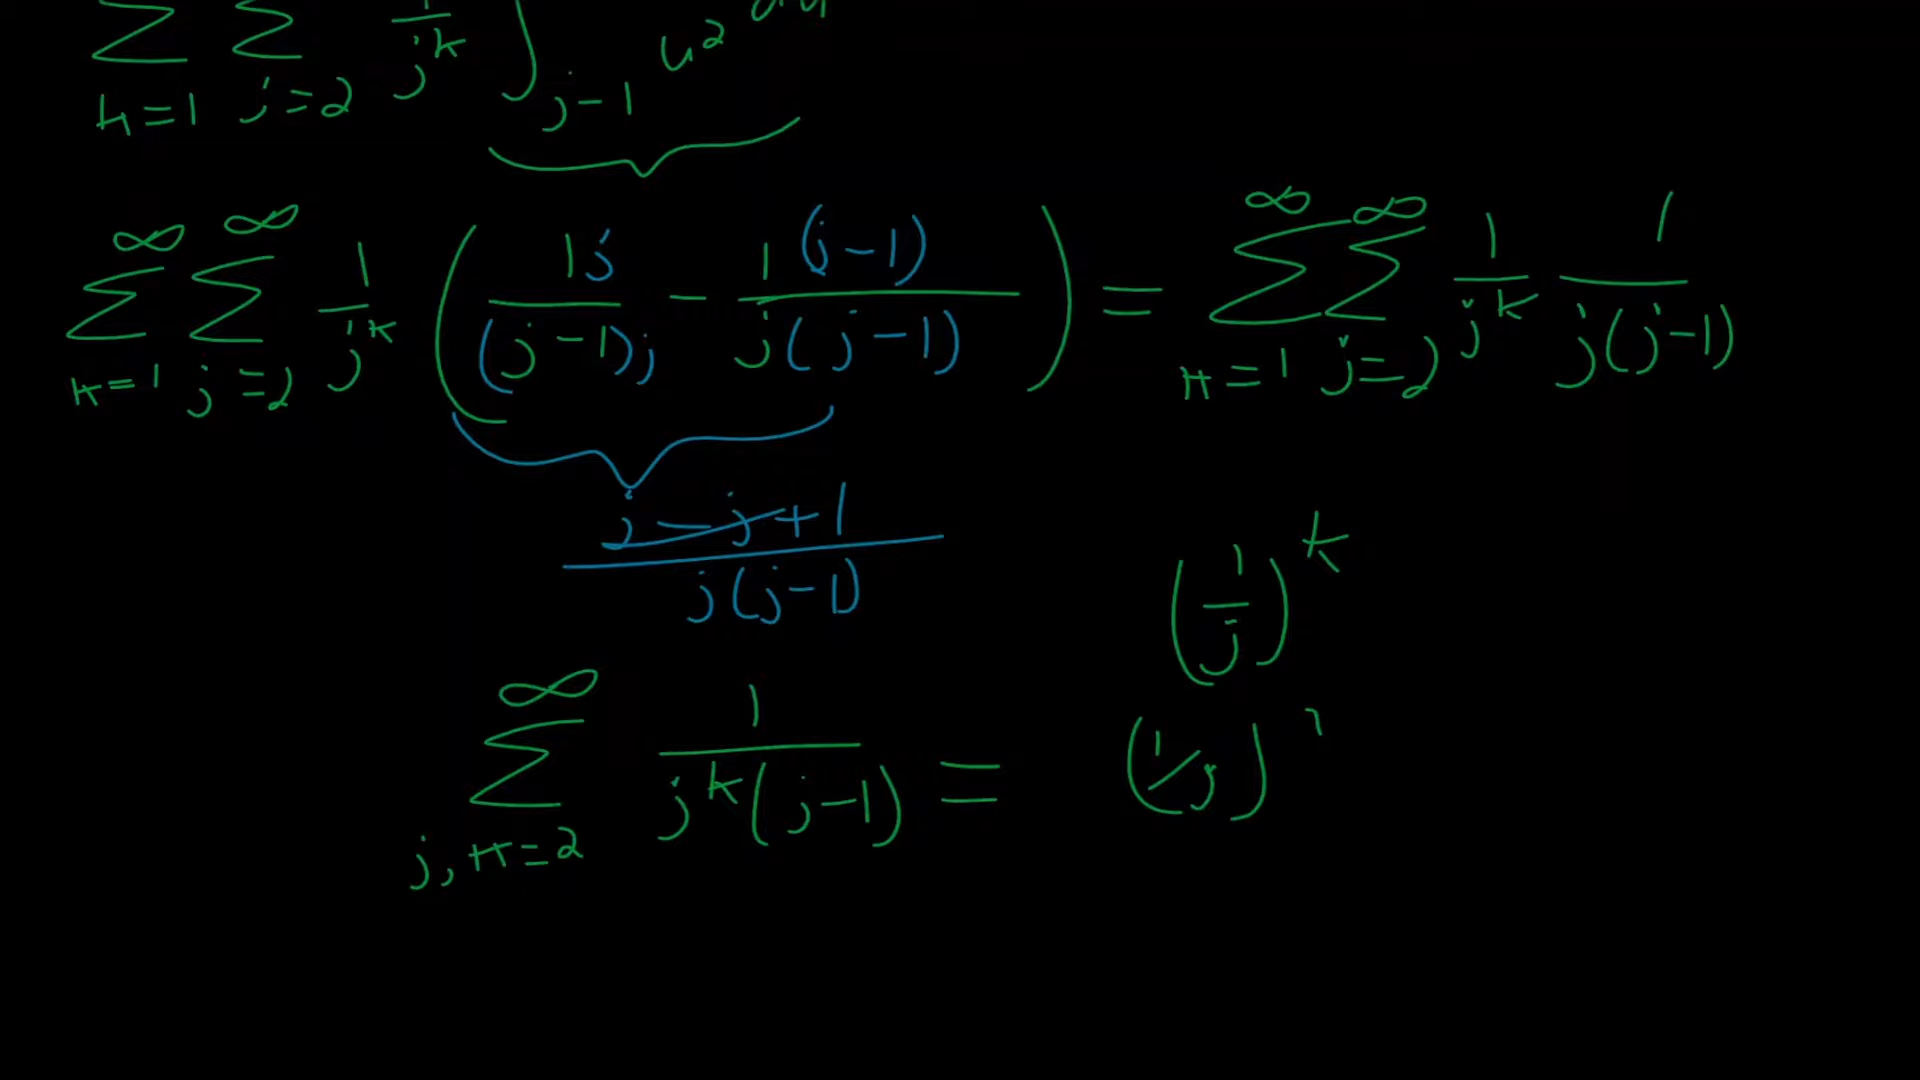 ∑_{k=1} ∑_{j=2} 1/j^k ∫_{j-1} u^2 du
∑_{k=1}^∞ ∑_{j=2}^∞ 1/j^k ( 1j/((j-1)j) - 1(j-1)/(j(j-1)) ) = ∑_{k=1}^∞ ∑_{j=2}^∞ 1/j^k 1/(j(j-1))
(j - j + 1)/(j(j-1))
(1/j)^k
∑_{j,k=2}^∞ 1/(j^k(j-1)) = (1/j)